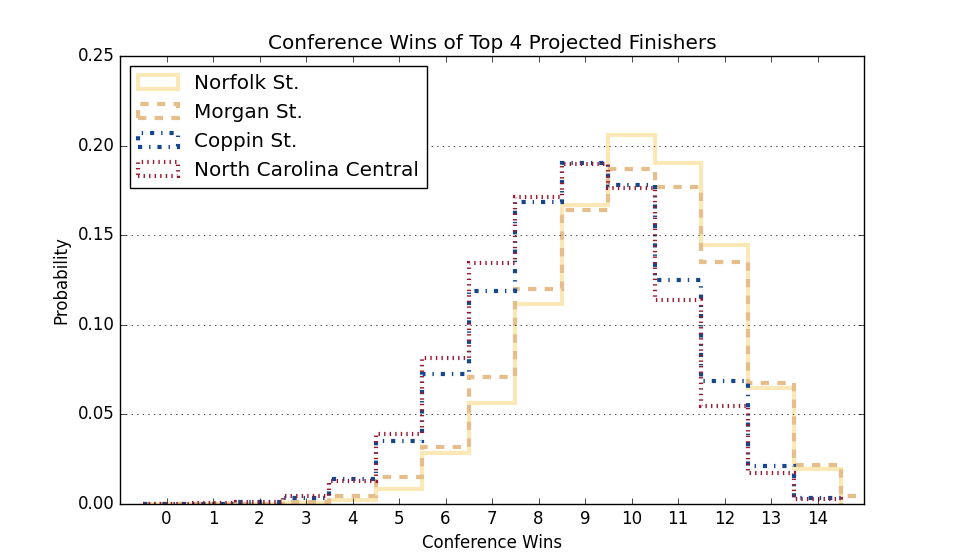 Conference Wins of Top 4 Projected Finishers
Norfolk St.
Morgan St.
Coppin St.
North Carolina Central
Probability
0.25
0.20
0.15
0.10
0.05
0.00
0 1 2 3 4 5 6 7 8 9 10 11 12 13 14
Conference Wins